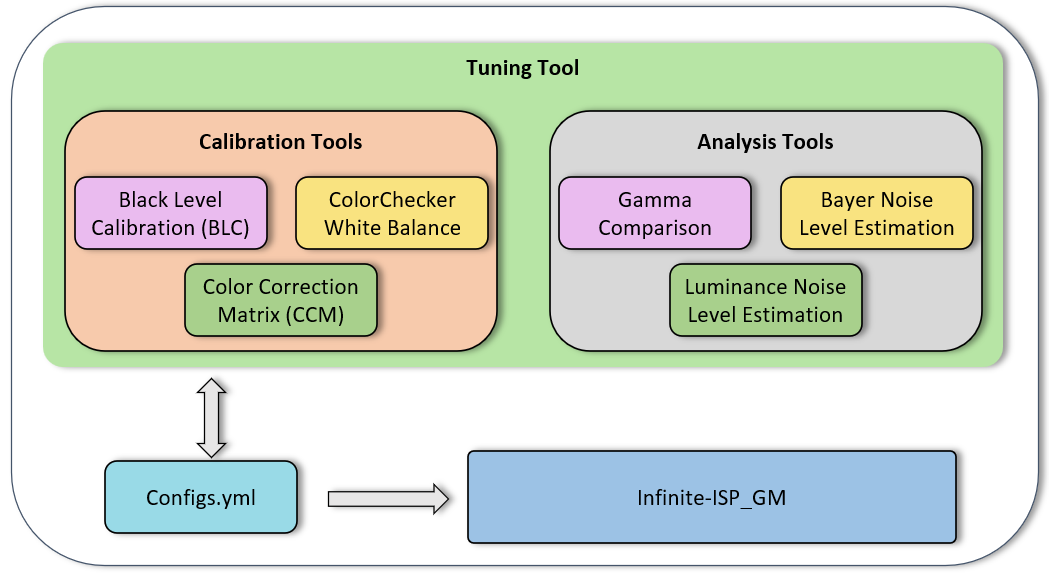 Tuning Tool
Calibration Tools
Black Level
Calibration (BLC)
ColorChecker
White Balance
Color Correction
Matrix (CCM)
Analysis Tools
Gamma
Comparison
Bayer Noise
Level Estimation
Luminance Noise
Level Estimation
Configs.yml
Infinite-ISP_GM